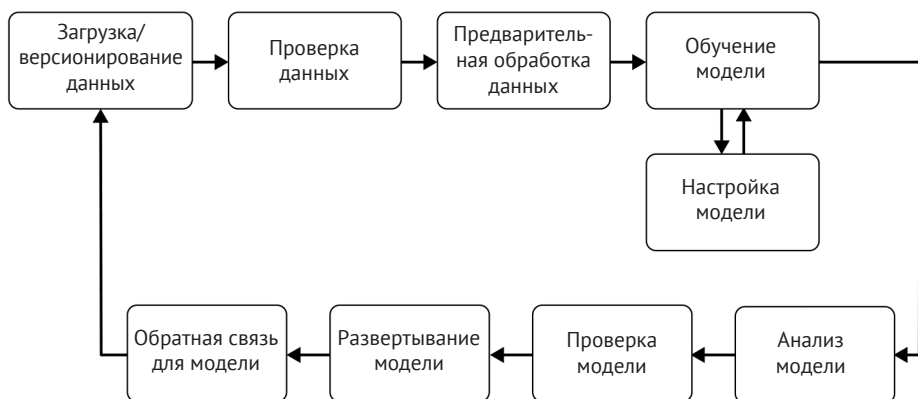 Загрузка/
версионирование
данных
Проверка
данных
Предваритель-
ная обработка
данных
Обучение
модели
Настройка
модели
Обратная связь
для модели
Развертывание
модели
Проверка
модели
Анализ
модели